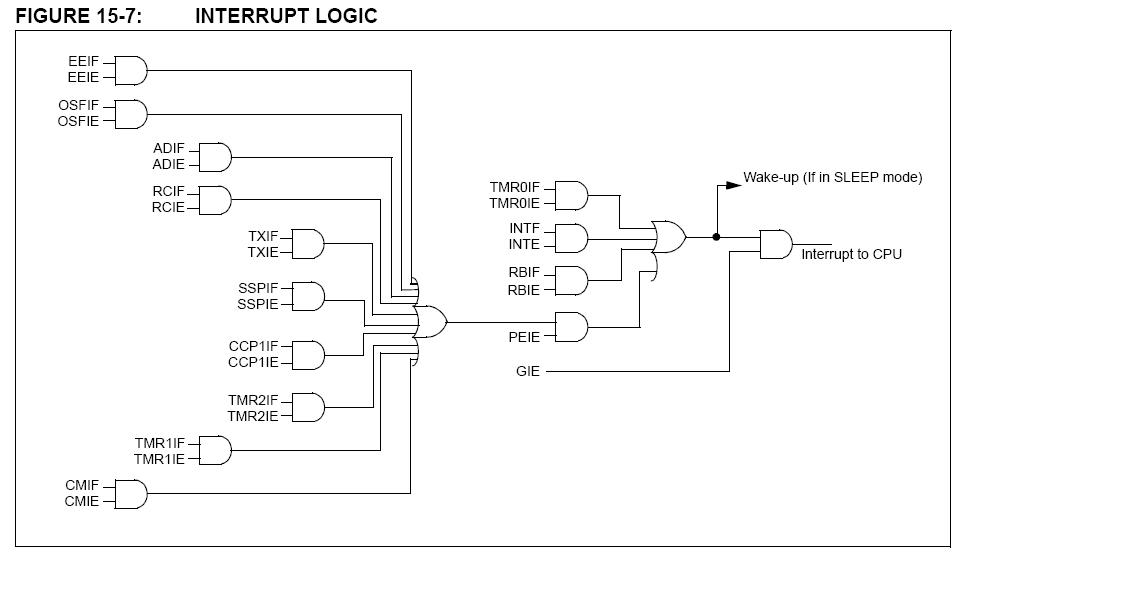 FIGURE 15-7: INTERRUPT LOGIC
EEIF
EEIE
OSFIF
OSFIE
ADIF
ADIE
RCIF
RCIE
TXIF
TXIE
SSPIF
SSPIE
CCP1IF
CCP1IE
TMR2IF
TMR2IE
TMR1IF
TMR1IE
CMIF
CMIE
TMR0IF
TMR0IE
INTF
INTE
RBIF
RBIE
PEIE
GIE
Wake-up (If in SLEEP mode)
Interrupt to CPU